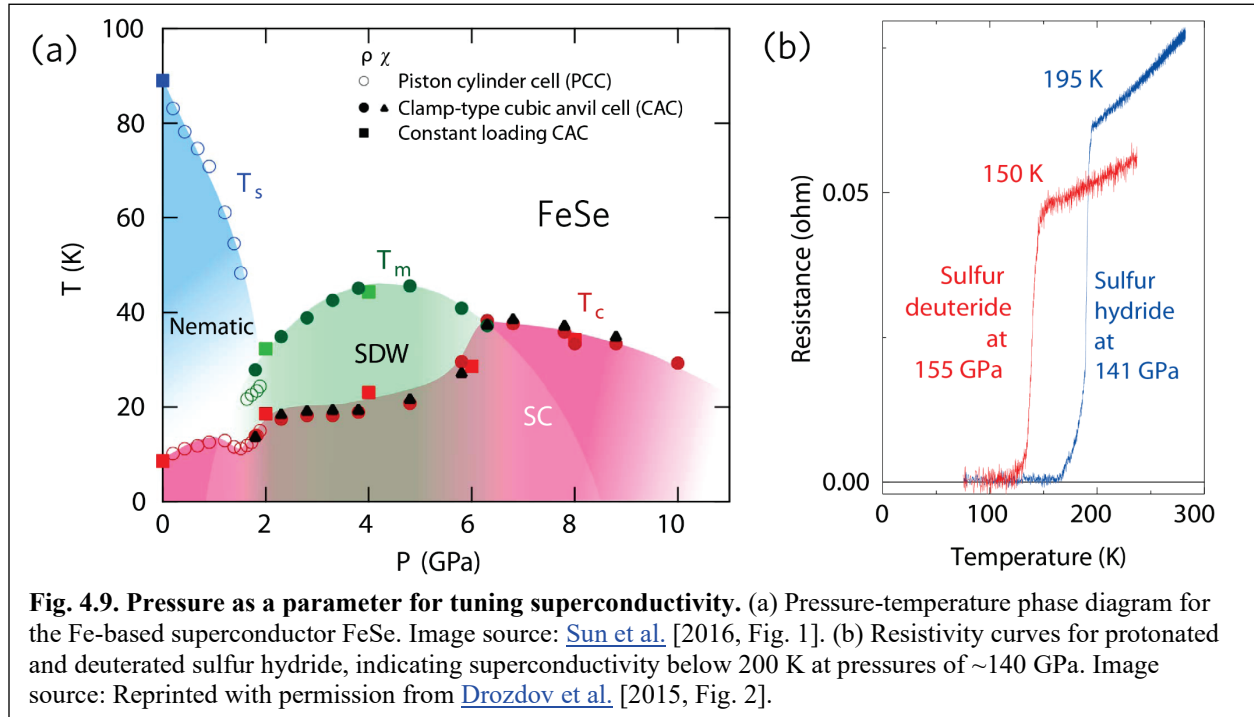 (a)
100
80
60
40
20
0
T (K)
ρ χ
Piston cylinder cell (PCC)
Clamp-type cubic anvil cell (CAC)
Constant loading CAC
T s
FeSe
T m
Nematic
SDW
T c
SC
0 2 4 6 8 10
P (GPa)
(b)
195 K
150 K
0.05
Resistance (ohm)
Sulfur
deuteride
at
155 GPa
Sulfur
hydride
at
141 GPa
0.00
0 100 200 300
Temperature (K)
Fig. 4.9. Pressure as a parameter for tuning superconductivity. (a) Pressure-temperature phase diagram for
the Fe-based superconductor FeSe. Image source: Sun et al. [2016, Fig. 1]. (b) Resistivity curves for protonated
and deuterated sulfur hydride, indicating superconductivity below 200 K at pressures of ~140 GPa. Image
source: Reprinted with permission from Drozdov et al. [2015, Fig. 2].